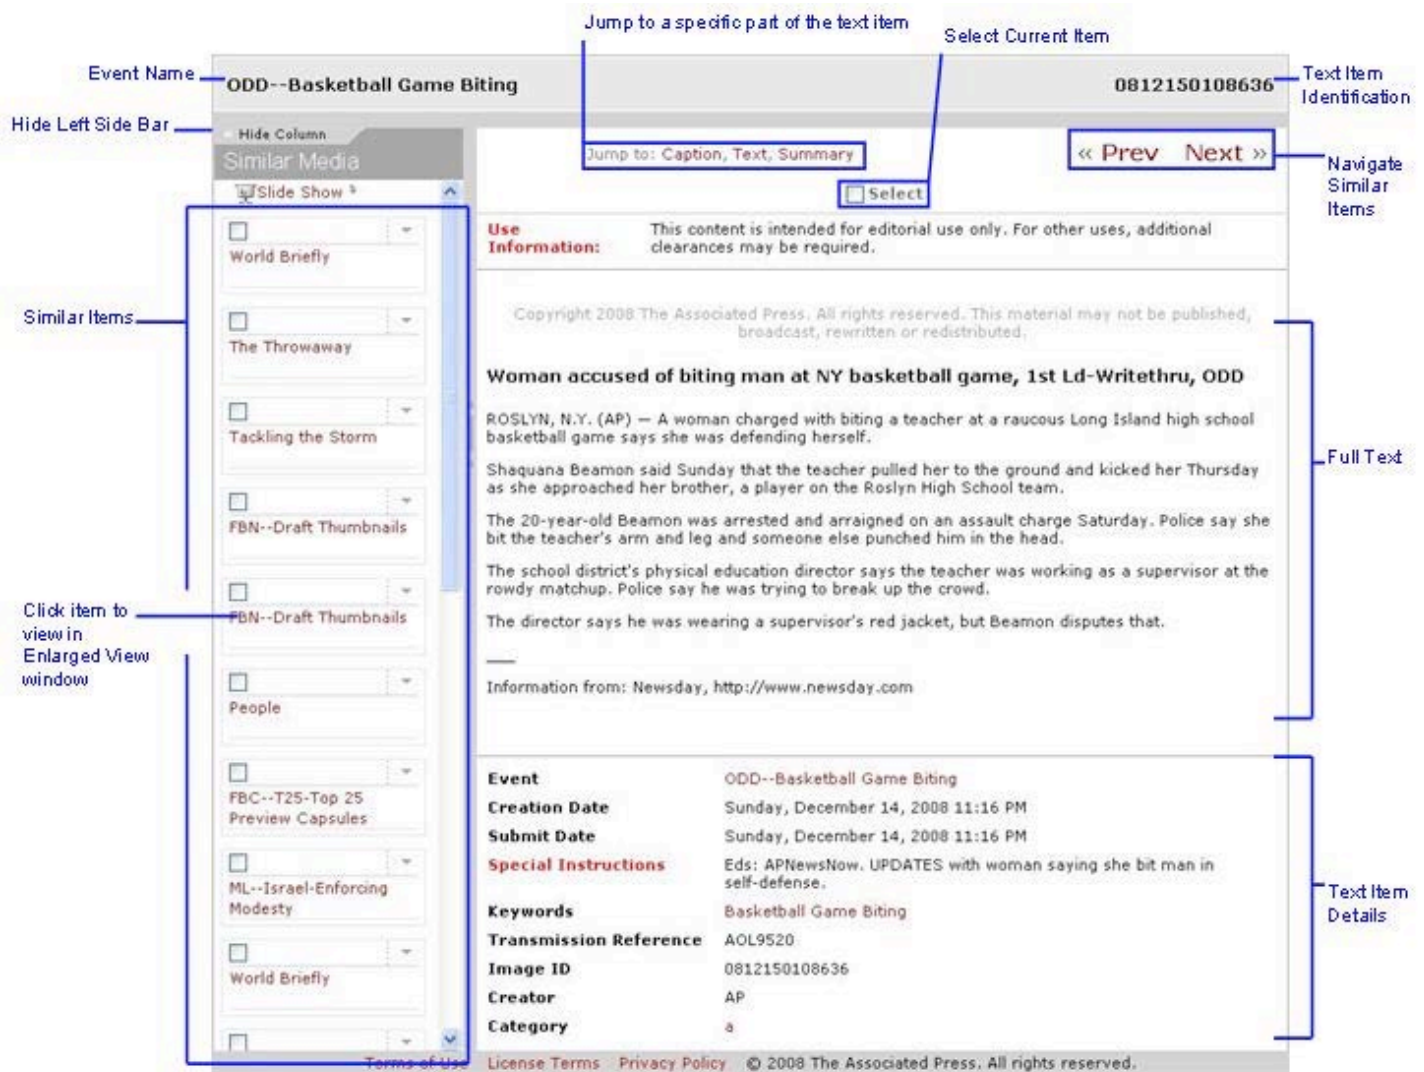 Jump to a specific part of the text item
Select Current Item
Event Name
ODD--Basketball Game Biting
0812150108636
Text Item
Identification
Hide Left Side Bar
Hide Column
Similar Media
Slide Show
Jump to: Caption, Text, Summary
« Prev Next »
Select
Navigate
Similar
Items
Use
Information:
This content is intended for editorial use only. For other uses, additional
clearances may be required.
Similar Items
World Briefly
The Throwaway
Tackling the Storm
FBN--Draft Thumbnails
FBN--Draft Thumbnails
People
FBC--T25-Top 25
Preview Capsules
ML--Israel-Enforcing
Modesty
World Briefly
Click item to
view in
Enlarged View
window
Copyright 2008 The Associated Press. All rights reserved. This material may not be published,
broadcast, rewritten or redistributed.
Woman accused of biting man at NY basketball game, 1st Ld-Writethru, ODD
ROSLYN, N.Y. (AP) — A woman charged with biting a teacher at a raucous Long Island high school
basketball game says she was defending herself.
Shaquana Beamon said Sunday that the teacher pulled her to the ground and kicked her Thursday
as she approached her brother, a player on the Roslyn High School team.
The 20-year-old Beamon was arrested and arraigned on an assault charge Saturday. Police say she
bit the teacher's arm and leg and someone else punched him in the head.
The school district's physical education director says the teacher was working as a supervisor at the
rowdy matchup. Police say he was trying to break up the crowd.
The director says he was wearing a supervisor's red jacket, but Beamon disputes that.
Information from: Newsday, http://www.newsday.com
Full Text
Event ODD--Basketball Game Biting
Creation Date Sunday, December 14, 2008 11:16 PM
Submit Date Sunday, December 14, 2008 11:16 PM
Special Instructions Eds: APNewsNow. UPDATES with woman saying she bit man in
self-defense.
Keywords Basketball Game Biting
Transmission Reference AOL9520
Image ID 0812150108636
Creator AP
Category a
Text Item
Details
Terms of Use License Terms Privacy Policy © 2008 The Associated Press. All rights reserved.